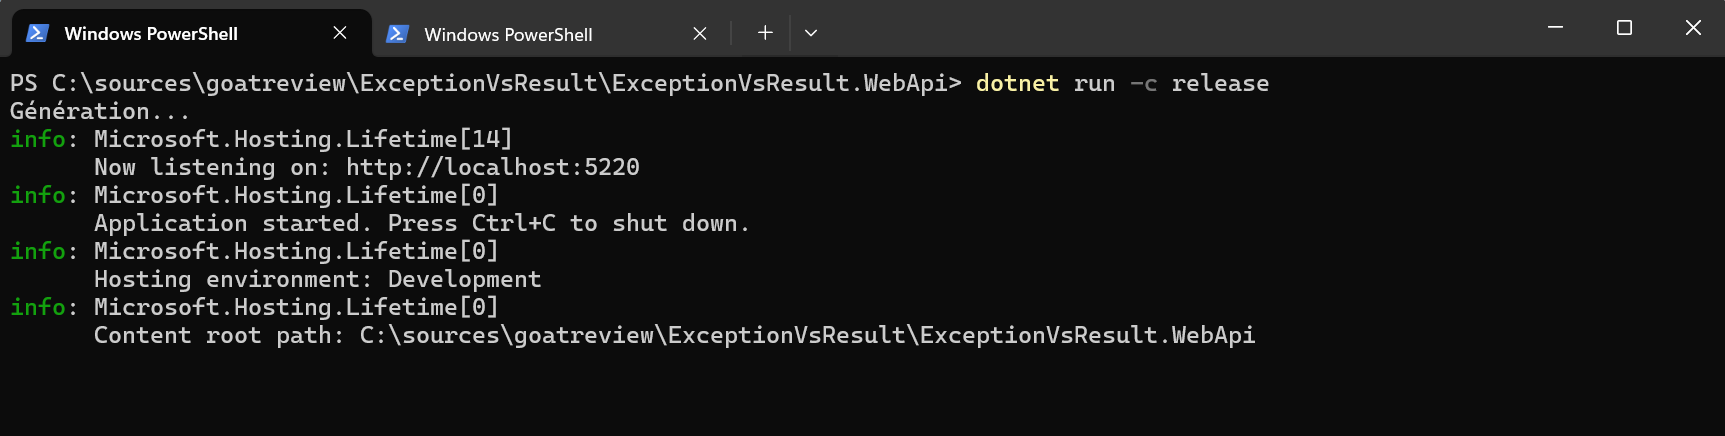 Windows PowerShell
Windows PowerShell
PS C:\sources\goatreview\ExceptionVsResult\ExceptionVsResult.WebApi> dotnet run -c release
Génération...
info: Microsoft.Hosting.Lifetime[14]
      Now listening on: http://localhost:5220
info: Microsoft.Hosting.Lifetime[0]
      Application started. Press Ctrl+C to shut down.
info: Microsoft.Hosting.Lifetime[0]
      Hosting environment: Development
info: Microsoft.Hosting.Lifetime[0]
      Content root path: C:\sources\goatreview\ExceptionVsResult\ExceptionVsResult.WebApi